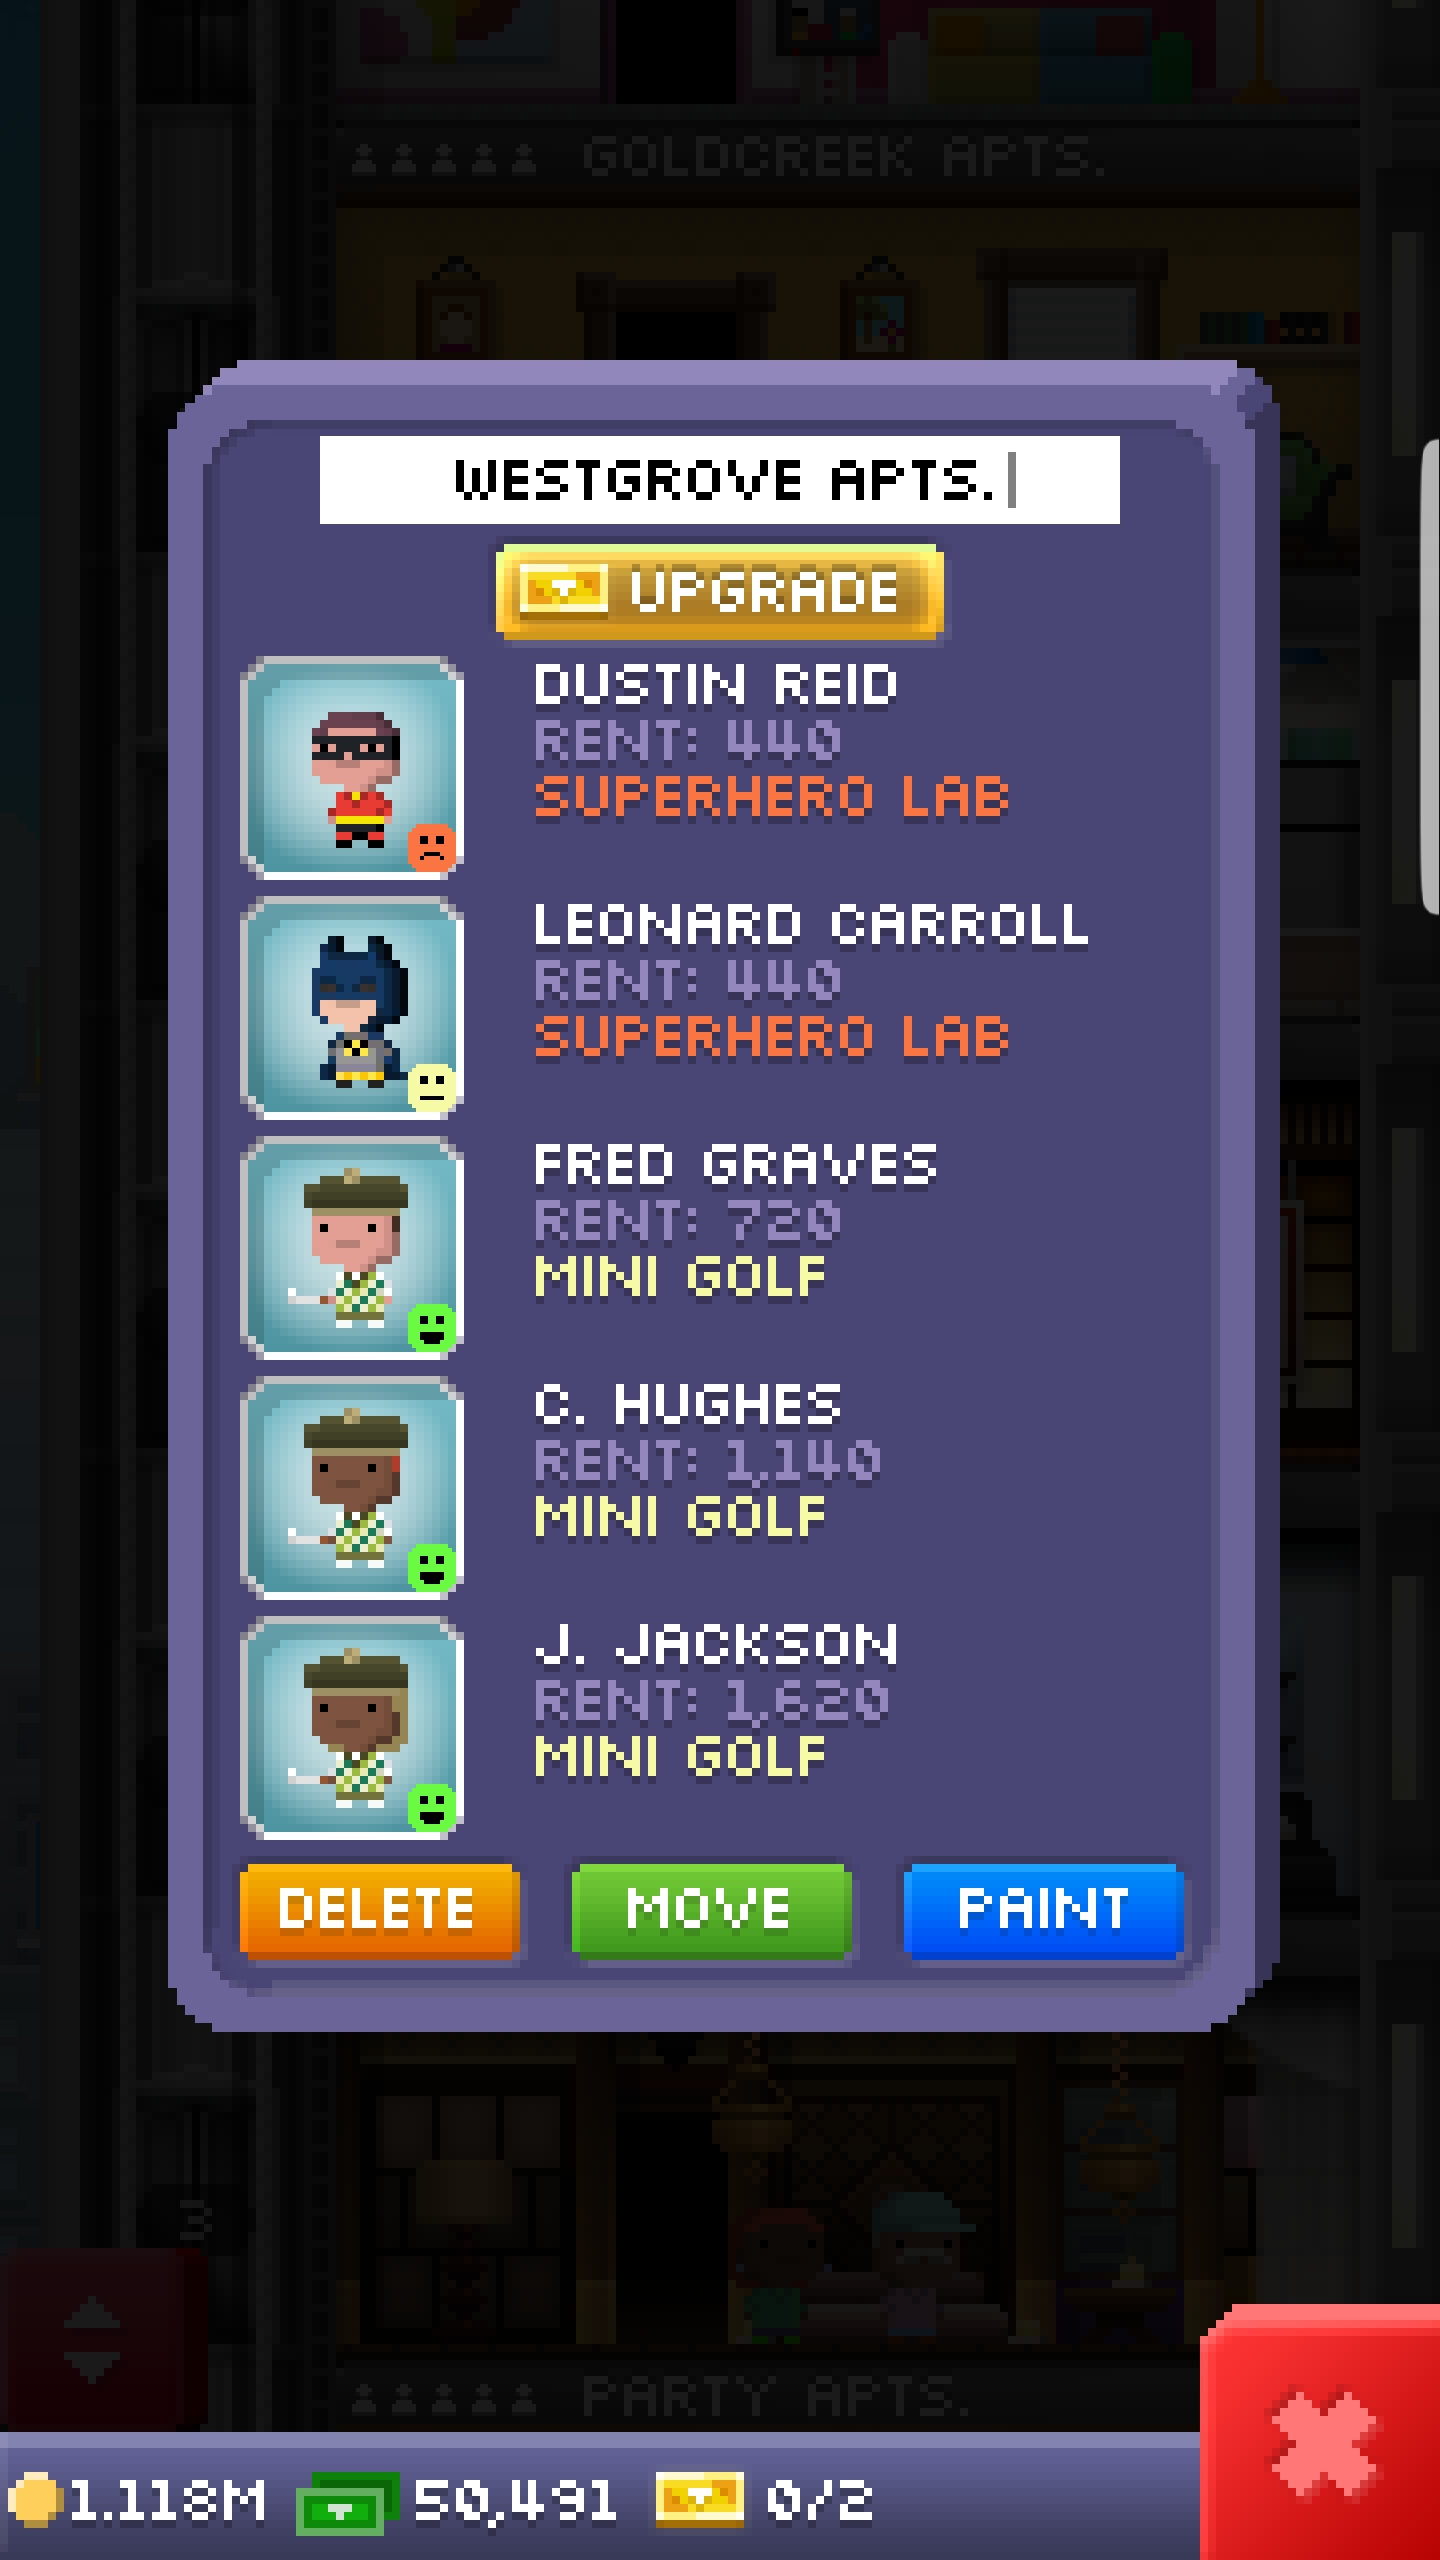 GOLDCREEK APTS.
WESTGROVE APTS.
UPGRADE
DUSTIN REID
RENT: 440
SUPERHERO LAB
LEONARD CARROLL
RENT: 440
SUPERHERO LAB
FRED GRAVES
RENT: 720
MINI GOLF
C. HUGHES
RENT: 1,140
MINI GOLF
J. JACKSON
RENT: 1,620
MINI GOLF
DELETE MOVE PAINT
3
PARTY APTS.
1.118M 50,491 0/2